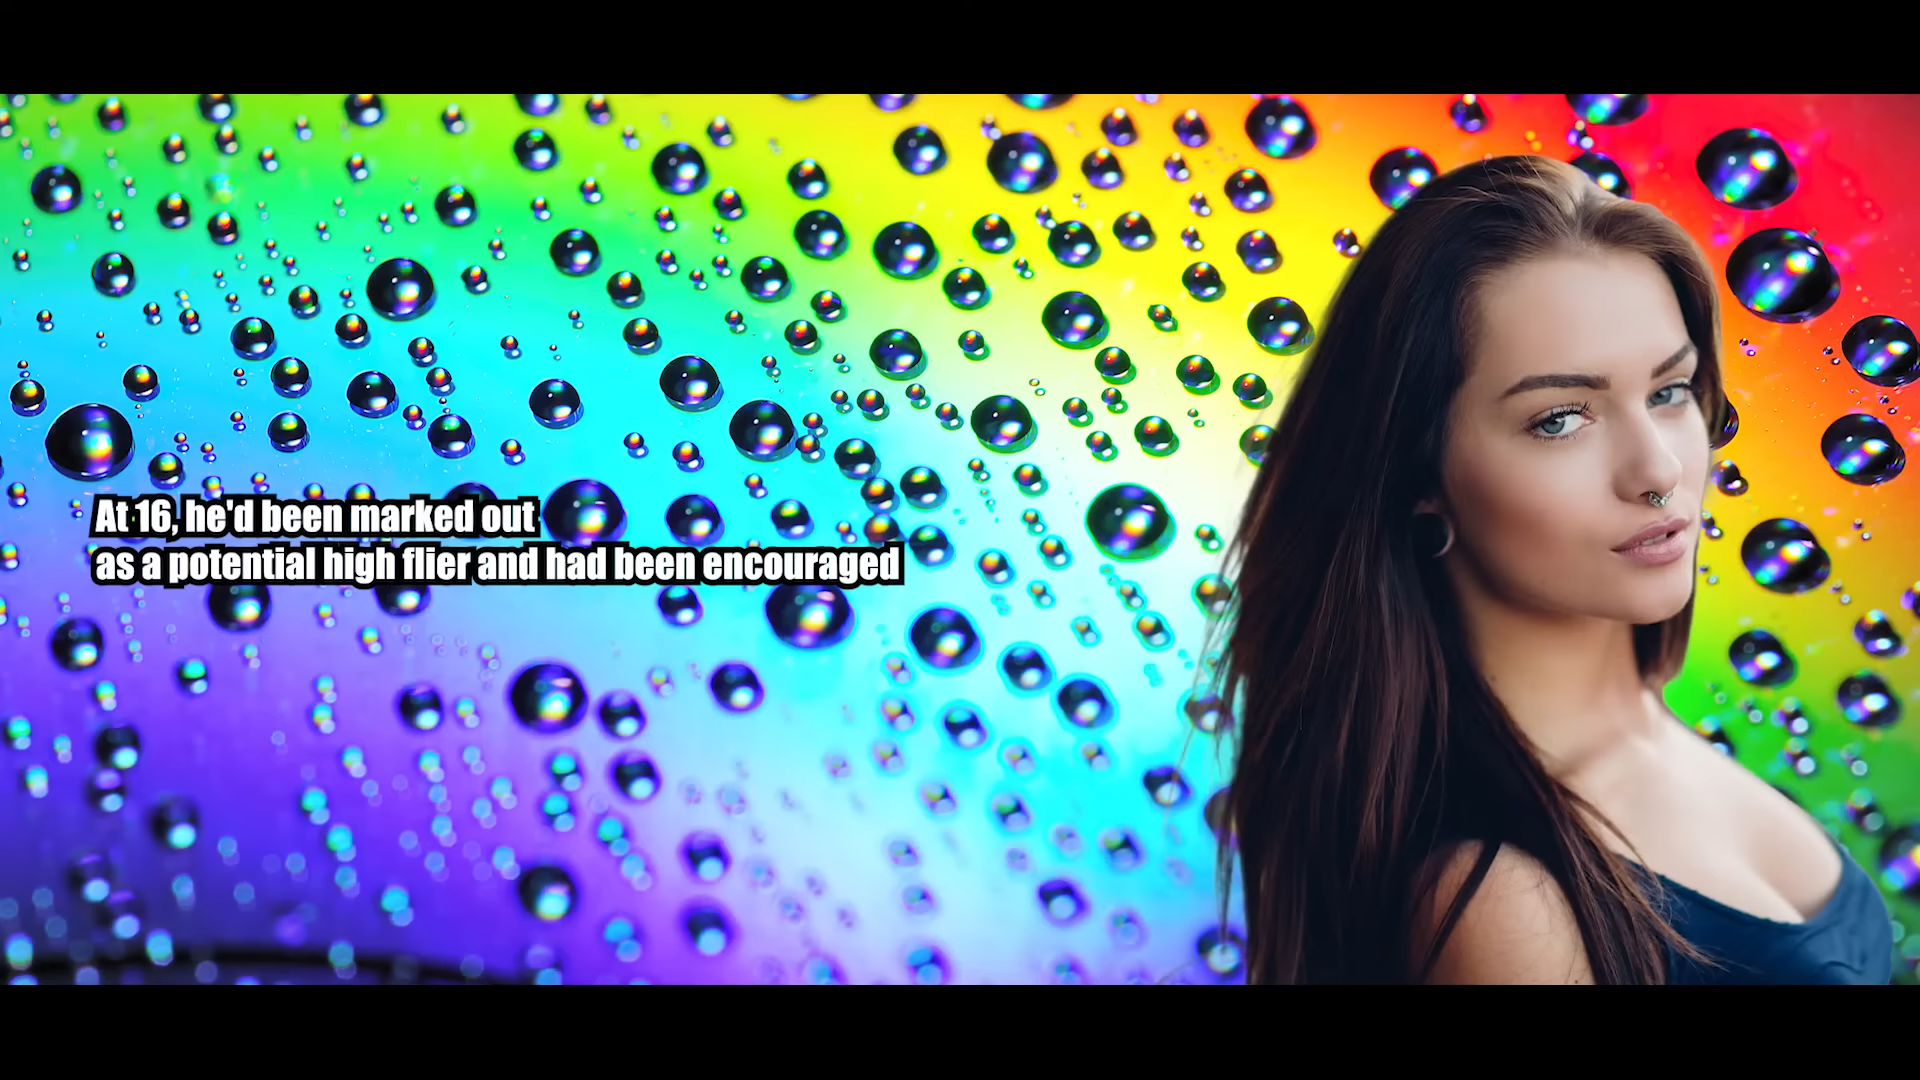 At 16, he'd been marked out
as a potential high flier and had been encouraged